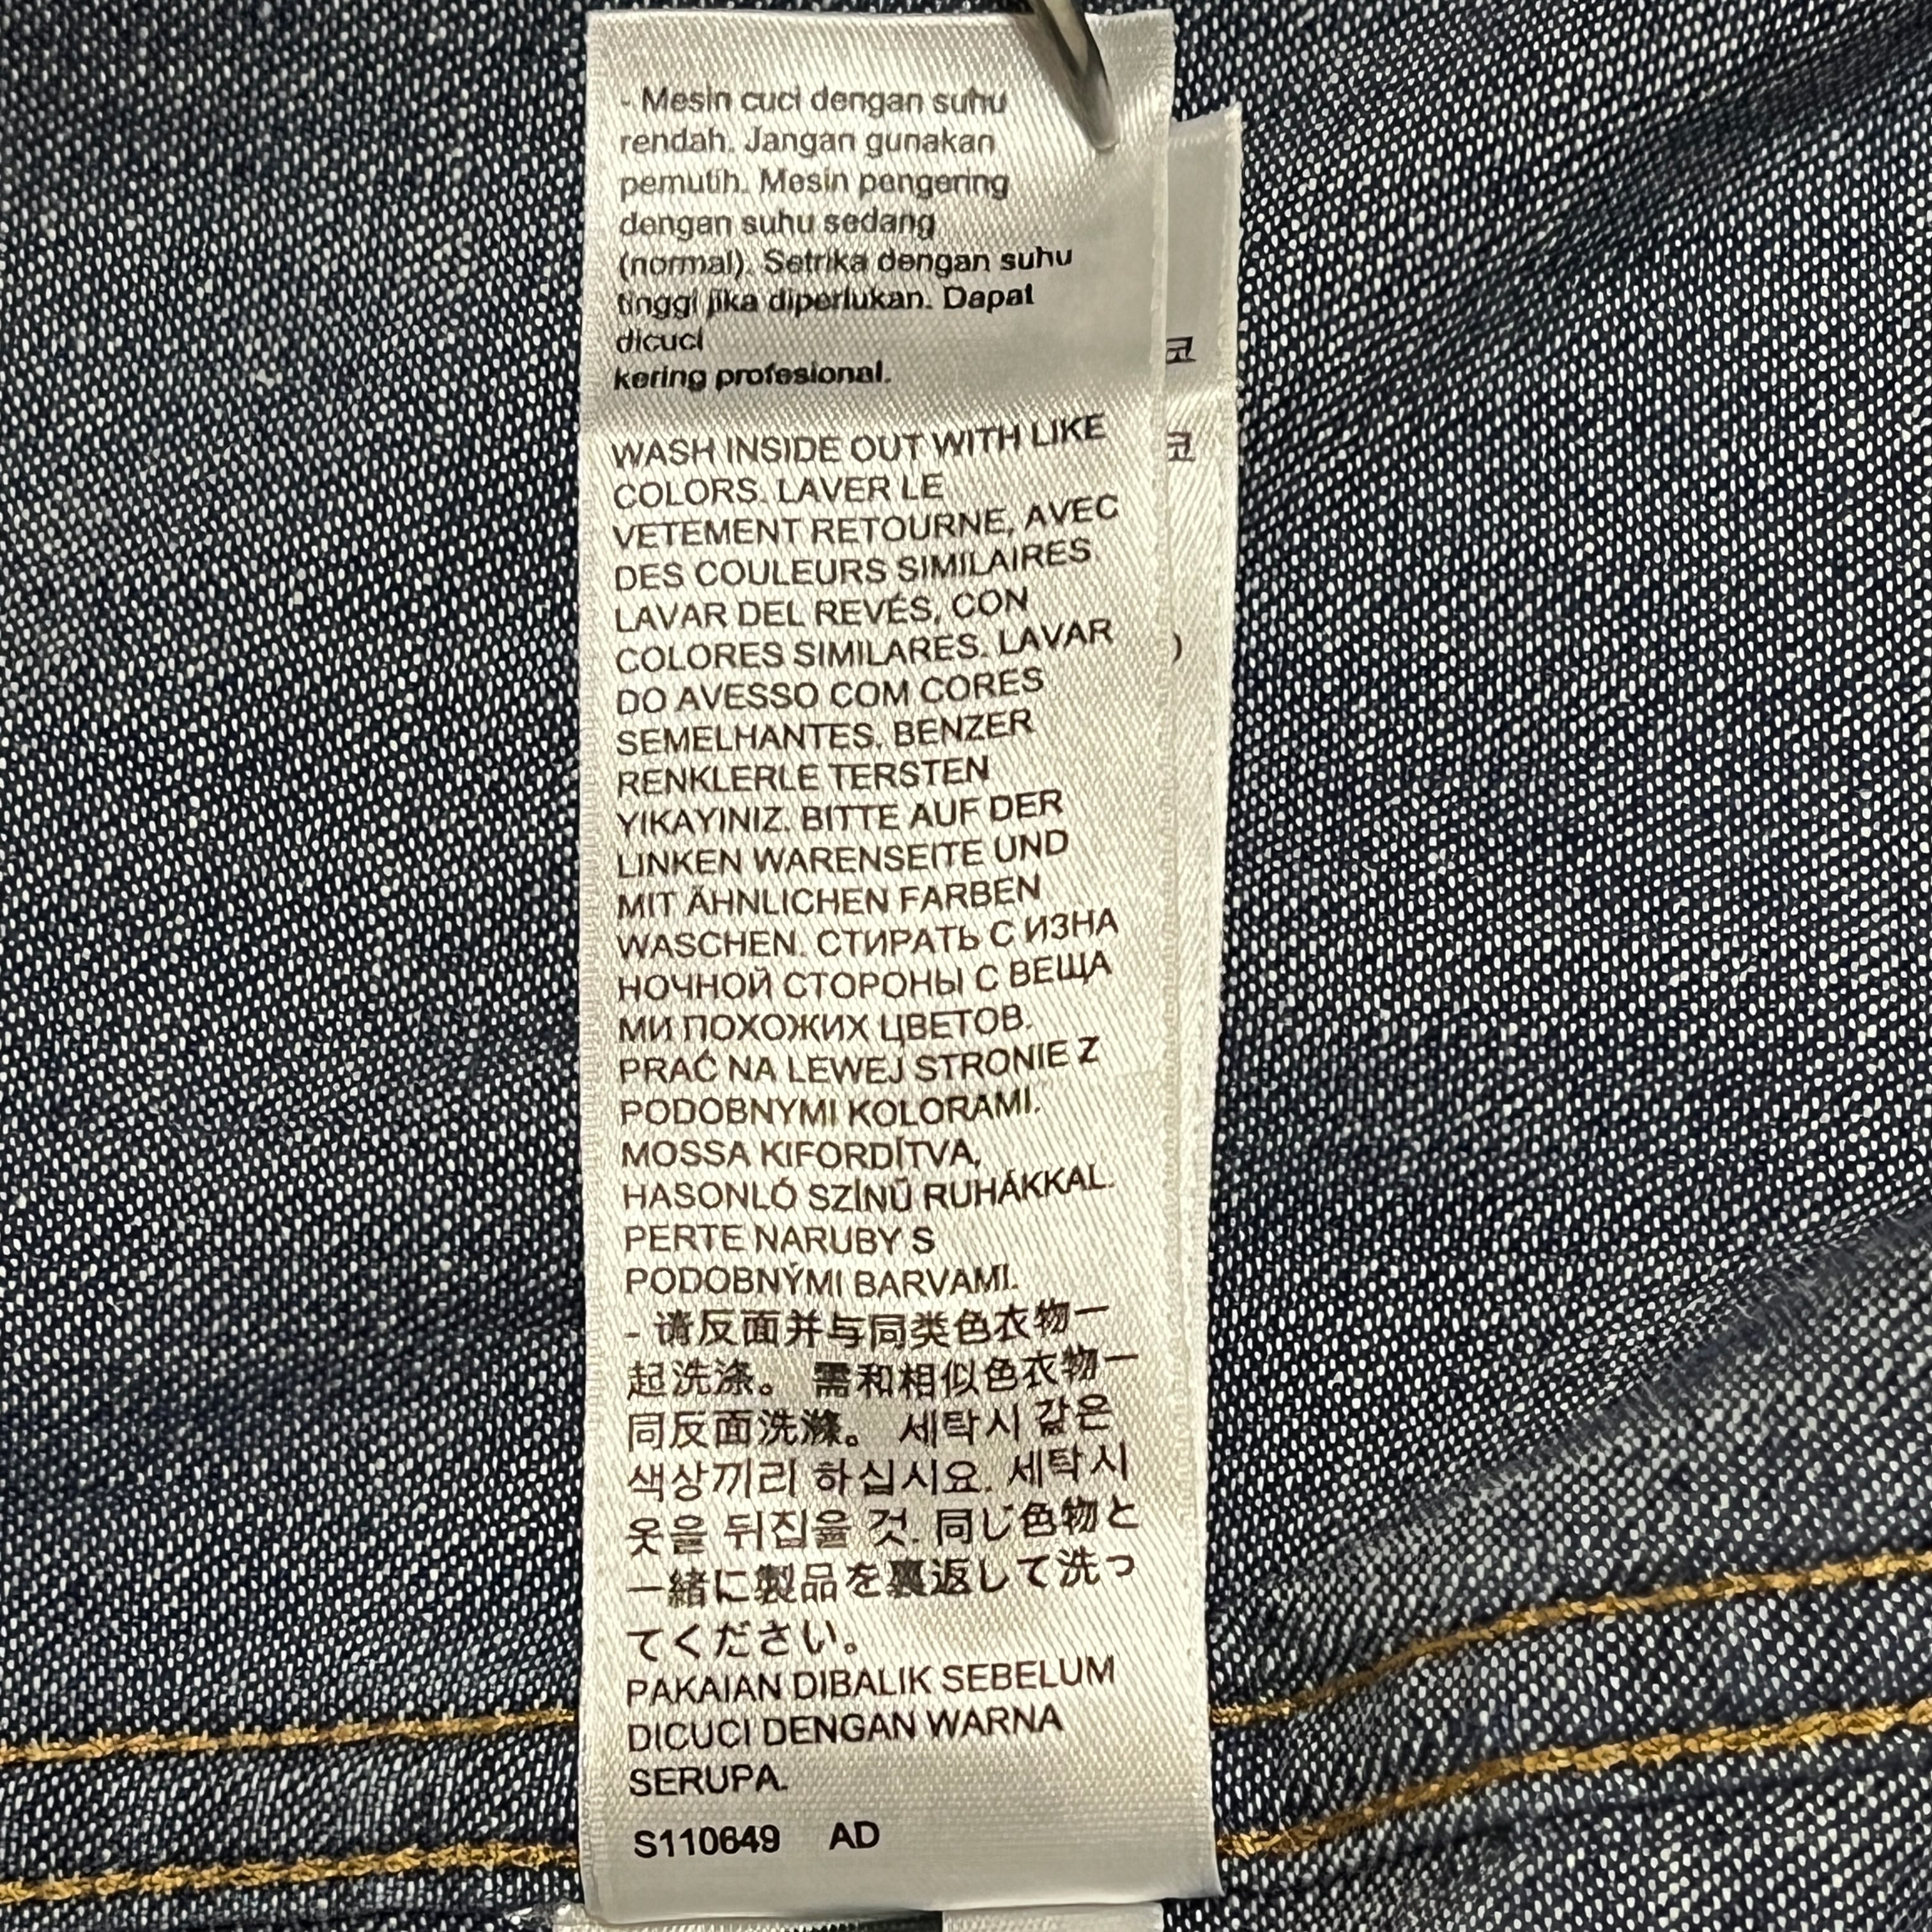 - Mesin cuci dengan suhu
rendah. Jangan gunakan
pemutih. Mesin pengering
dengan suhu sedang
(normal). Setrika dengan suhu
tinggi jika diperlukan. Dapat
dicuci
kering profesional.
WASH INSIDE OUT WITH LIKE
COLORS. LAVER LE
VETEMENT RETOURNE, AVEC
DES COULEURS SIMILAIRES
LAVAR DEL REVÉS, CON
COLORES SIMILARES. LAVAR
DO AVESSO COM CORES
SEMELHANTES. BENZER
RENKLERLE TERSTEN
YIKAYINIZ. BITTE AUF DER
LINKEN WARENSEITE UND
MIT ÄHNLICHEN FARBEN
WASCHEN. СТИРАТЬ С ИЗНА
НОЧНОЙ СТОРОНЫ С ВЕЩА
МИ ПОХОЖИХ ЦВЕТОВ.
PRAĆ NA LEWEJ STRONIE Z
PODOBNYMI KOLORAMI.
MOSSA KIFORDÍTVA,
HASONLÓ SZÍNŰ RUHÁKKAL.
PERTE NARUBY S
PODOBNÝMI BARVAMI.
- 请反面并与同类色衣物一
起洗涤。 需和相似色衣物一
同反面洗滌。 세탁시 같은
색상끼리 하십시요. 세탁시
옷을 뒤집을 것. 同じ色物と
一緒に製品を裏返して洗っ
てください。
PAKAIAN DIBALIK SEBELUM
DICUCI DENGAN WARNA
SERUPA.
S110649 AD
코
코
)